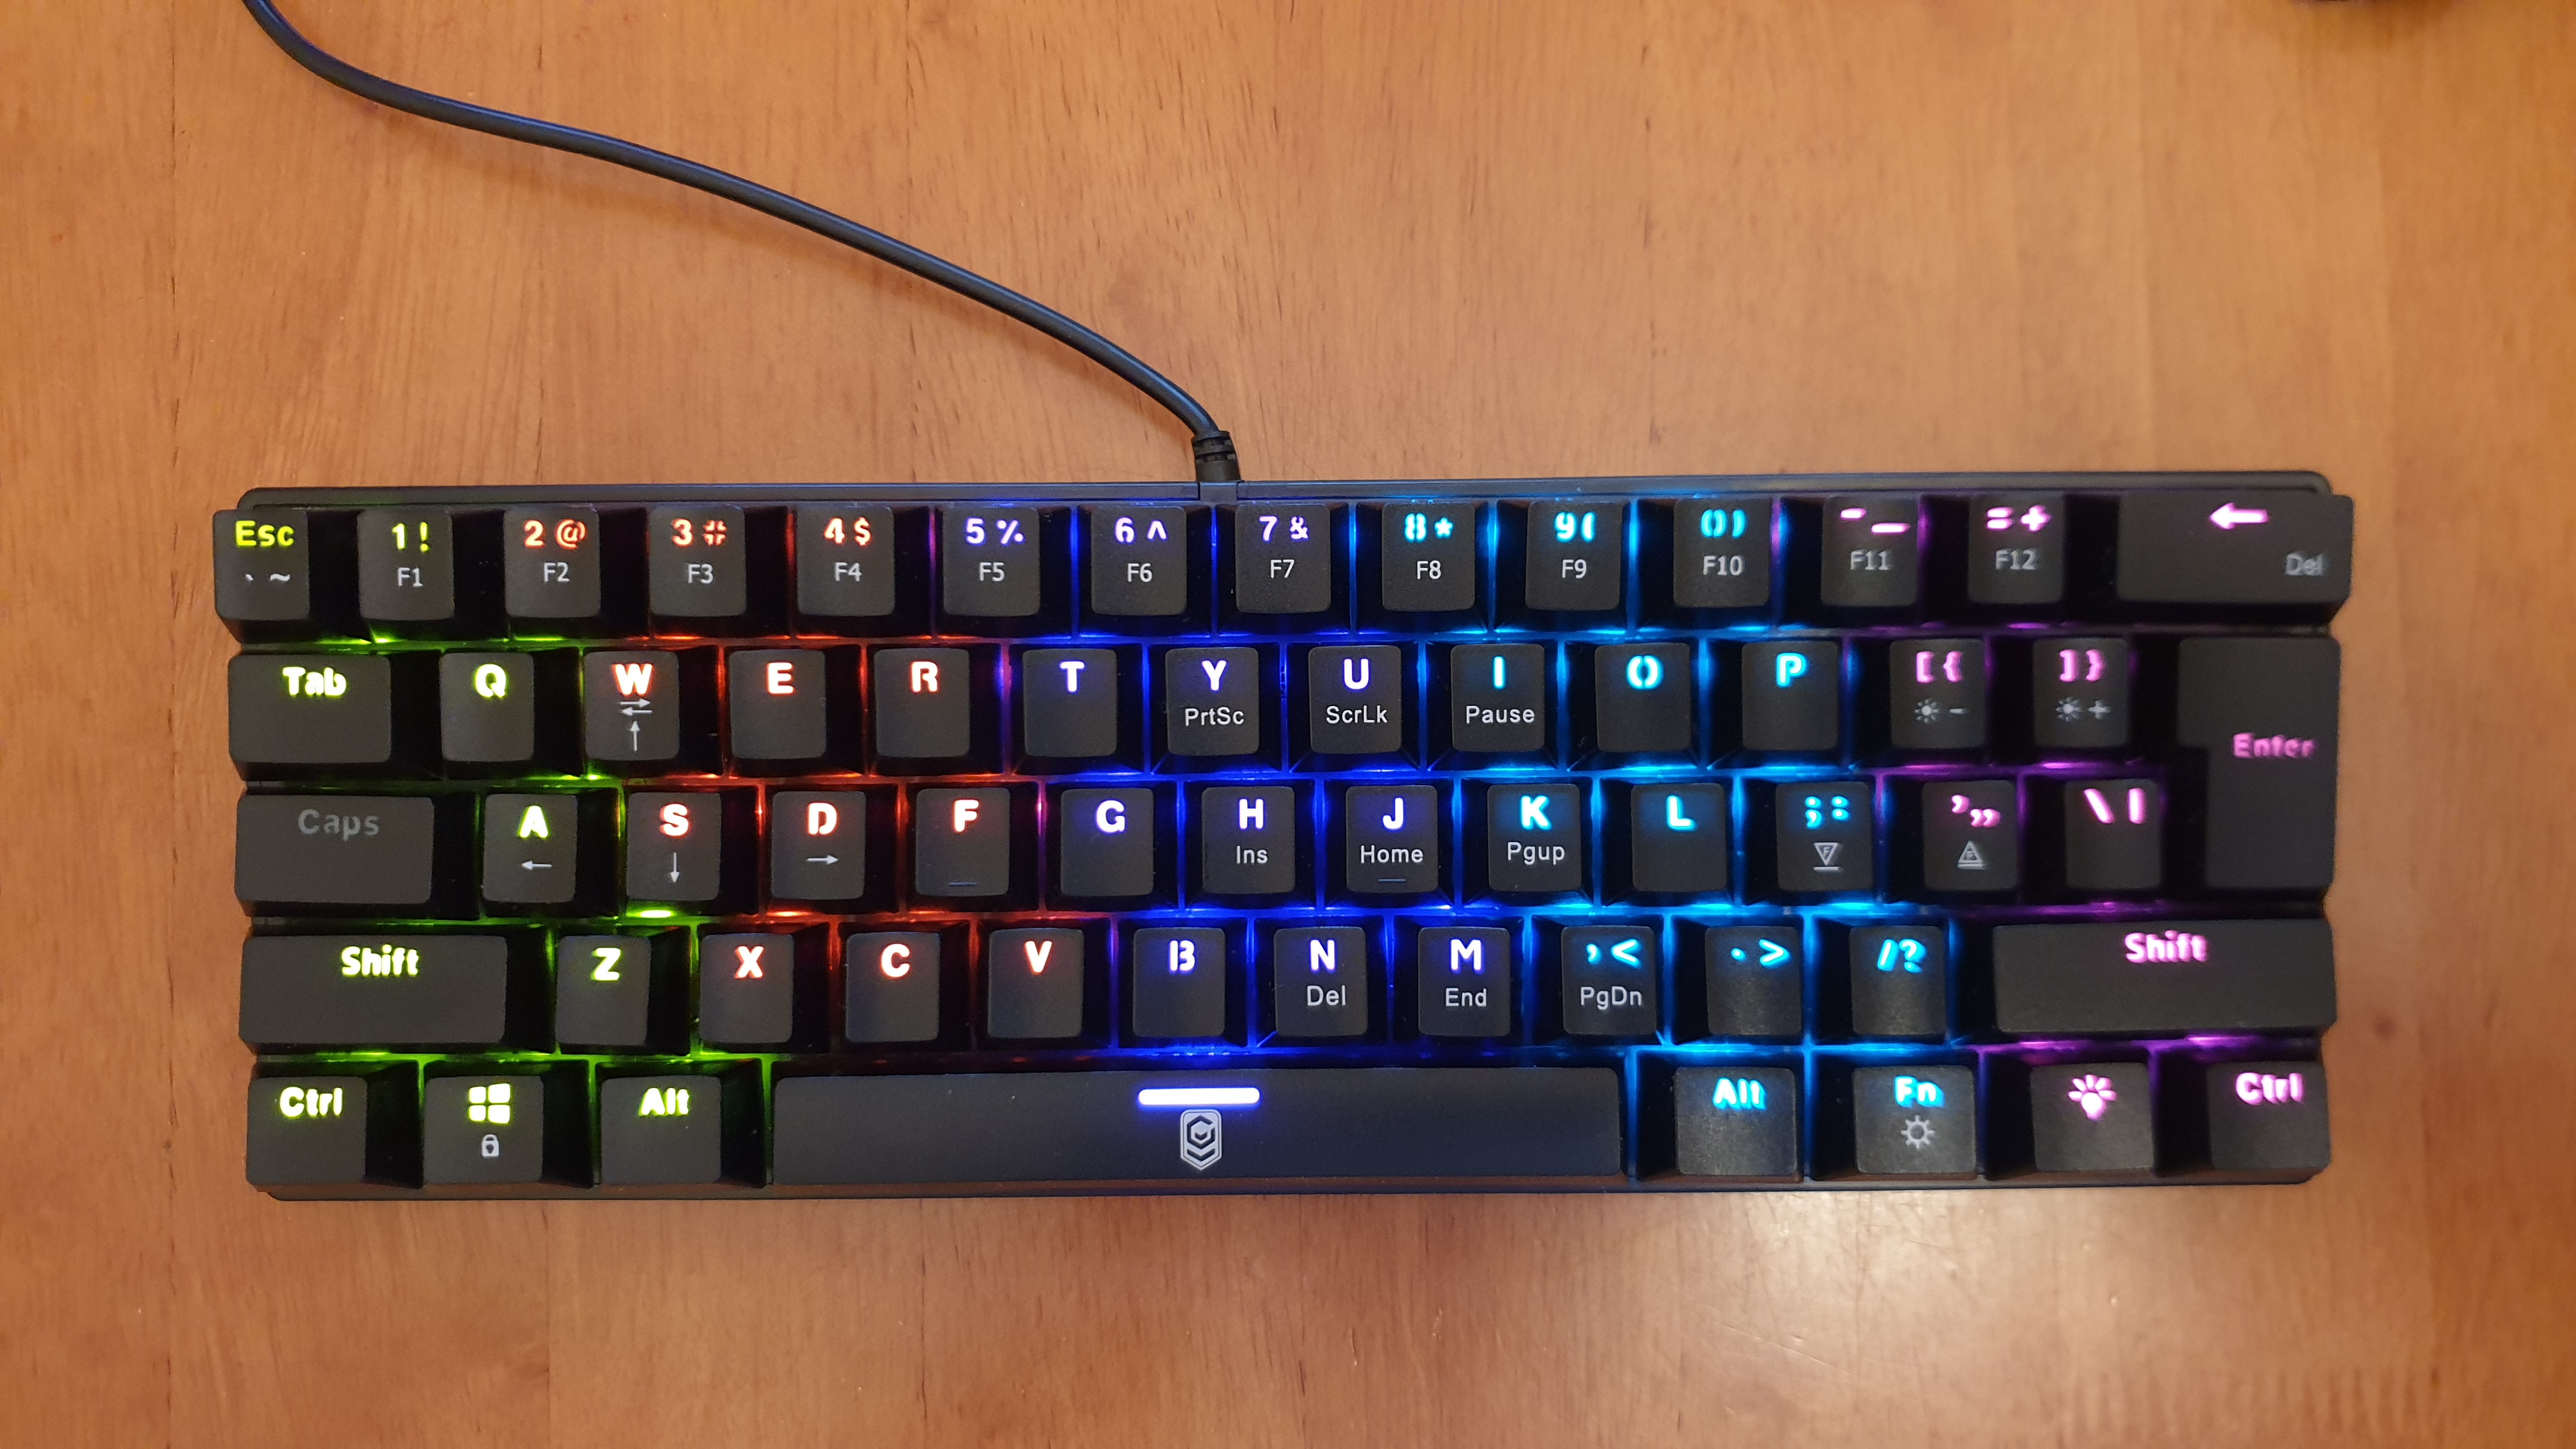 Esc 1 ! 2 @ 3 # 4 $ 5 % 6 ^ 7 & 8 * 9 ( 0 ) - _ = + ←
` ~ F1 F2 F3 F4 F5 F6 F7 F8 F9 F10 F11 F12 Del
Tab Q W E R T Y U I O P [ { ] }
PrtSc ScrLk Pause - +
Enter
Caps A S D F G H J K L ; : ' " \ |
← ↓ → Ins Home Pgup F F
Shift Z X C V B N M , < . > / ? Shift
Del End PgDn
Ctrl Alt Alt Fn Ctrl